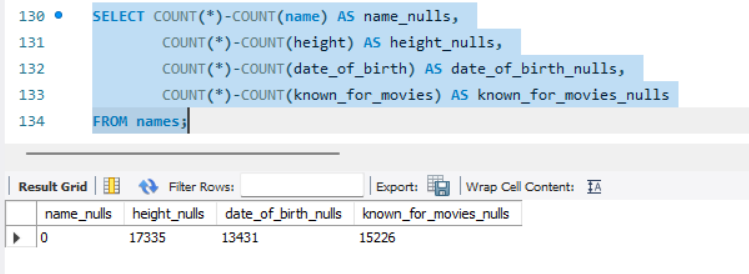 130 SELECT COUNT(*)-COUNT(name) AS name_nulls,
131 COUNT(*)-COUNT(height) AS height_nulls,
132 COUNT(*)-COUNT(date_of_birth) AS date_of_birth_nulls,
133 COUNT(*)-COUNT(known_for_movies) AS known_for_movies_nulls
134 FROM names;
Result Grid Filter Rows: Export: Wrap Cell Content: IA
name_nulls height_nulls date_of_birth_nulls known_for_movies_nulls
0 17335 13431 15226